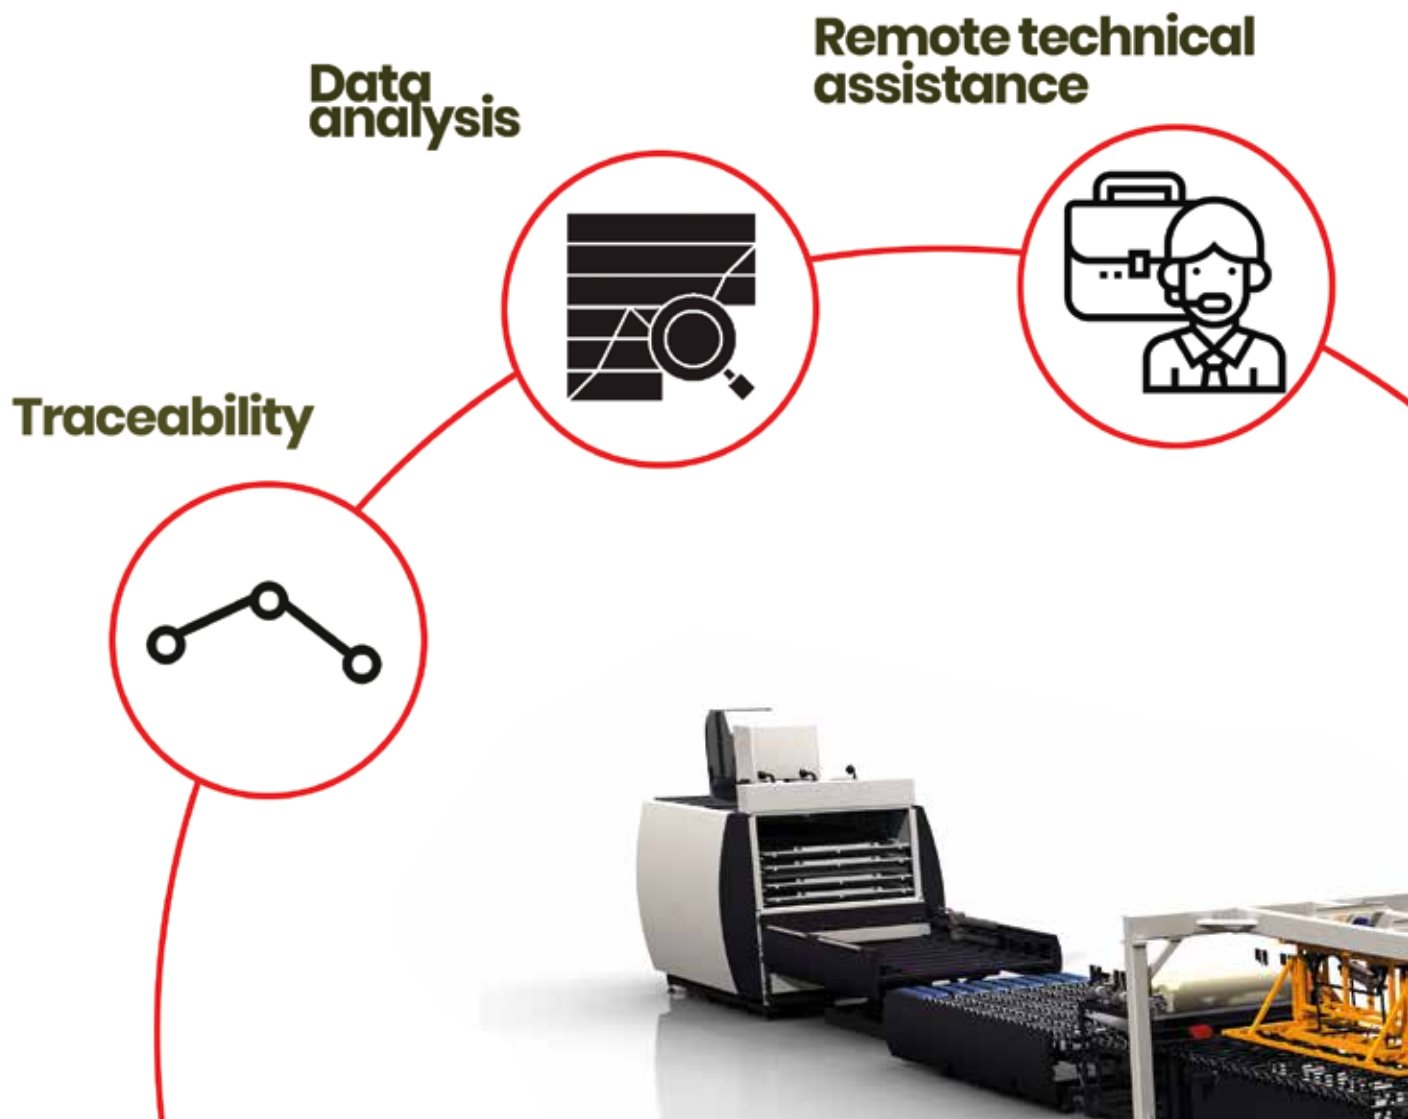 Remote technical
assistance
Data
analysis
Traceability